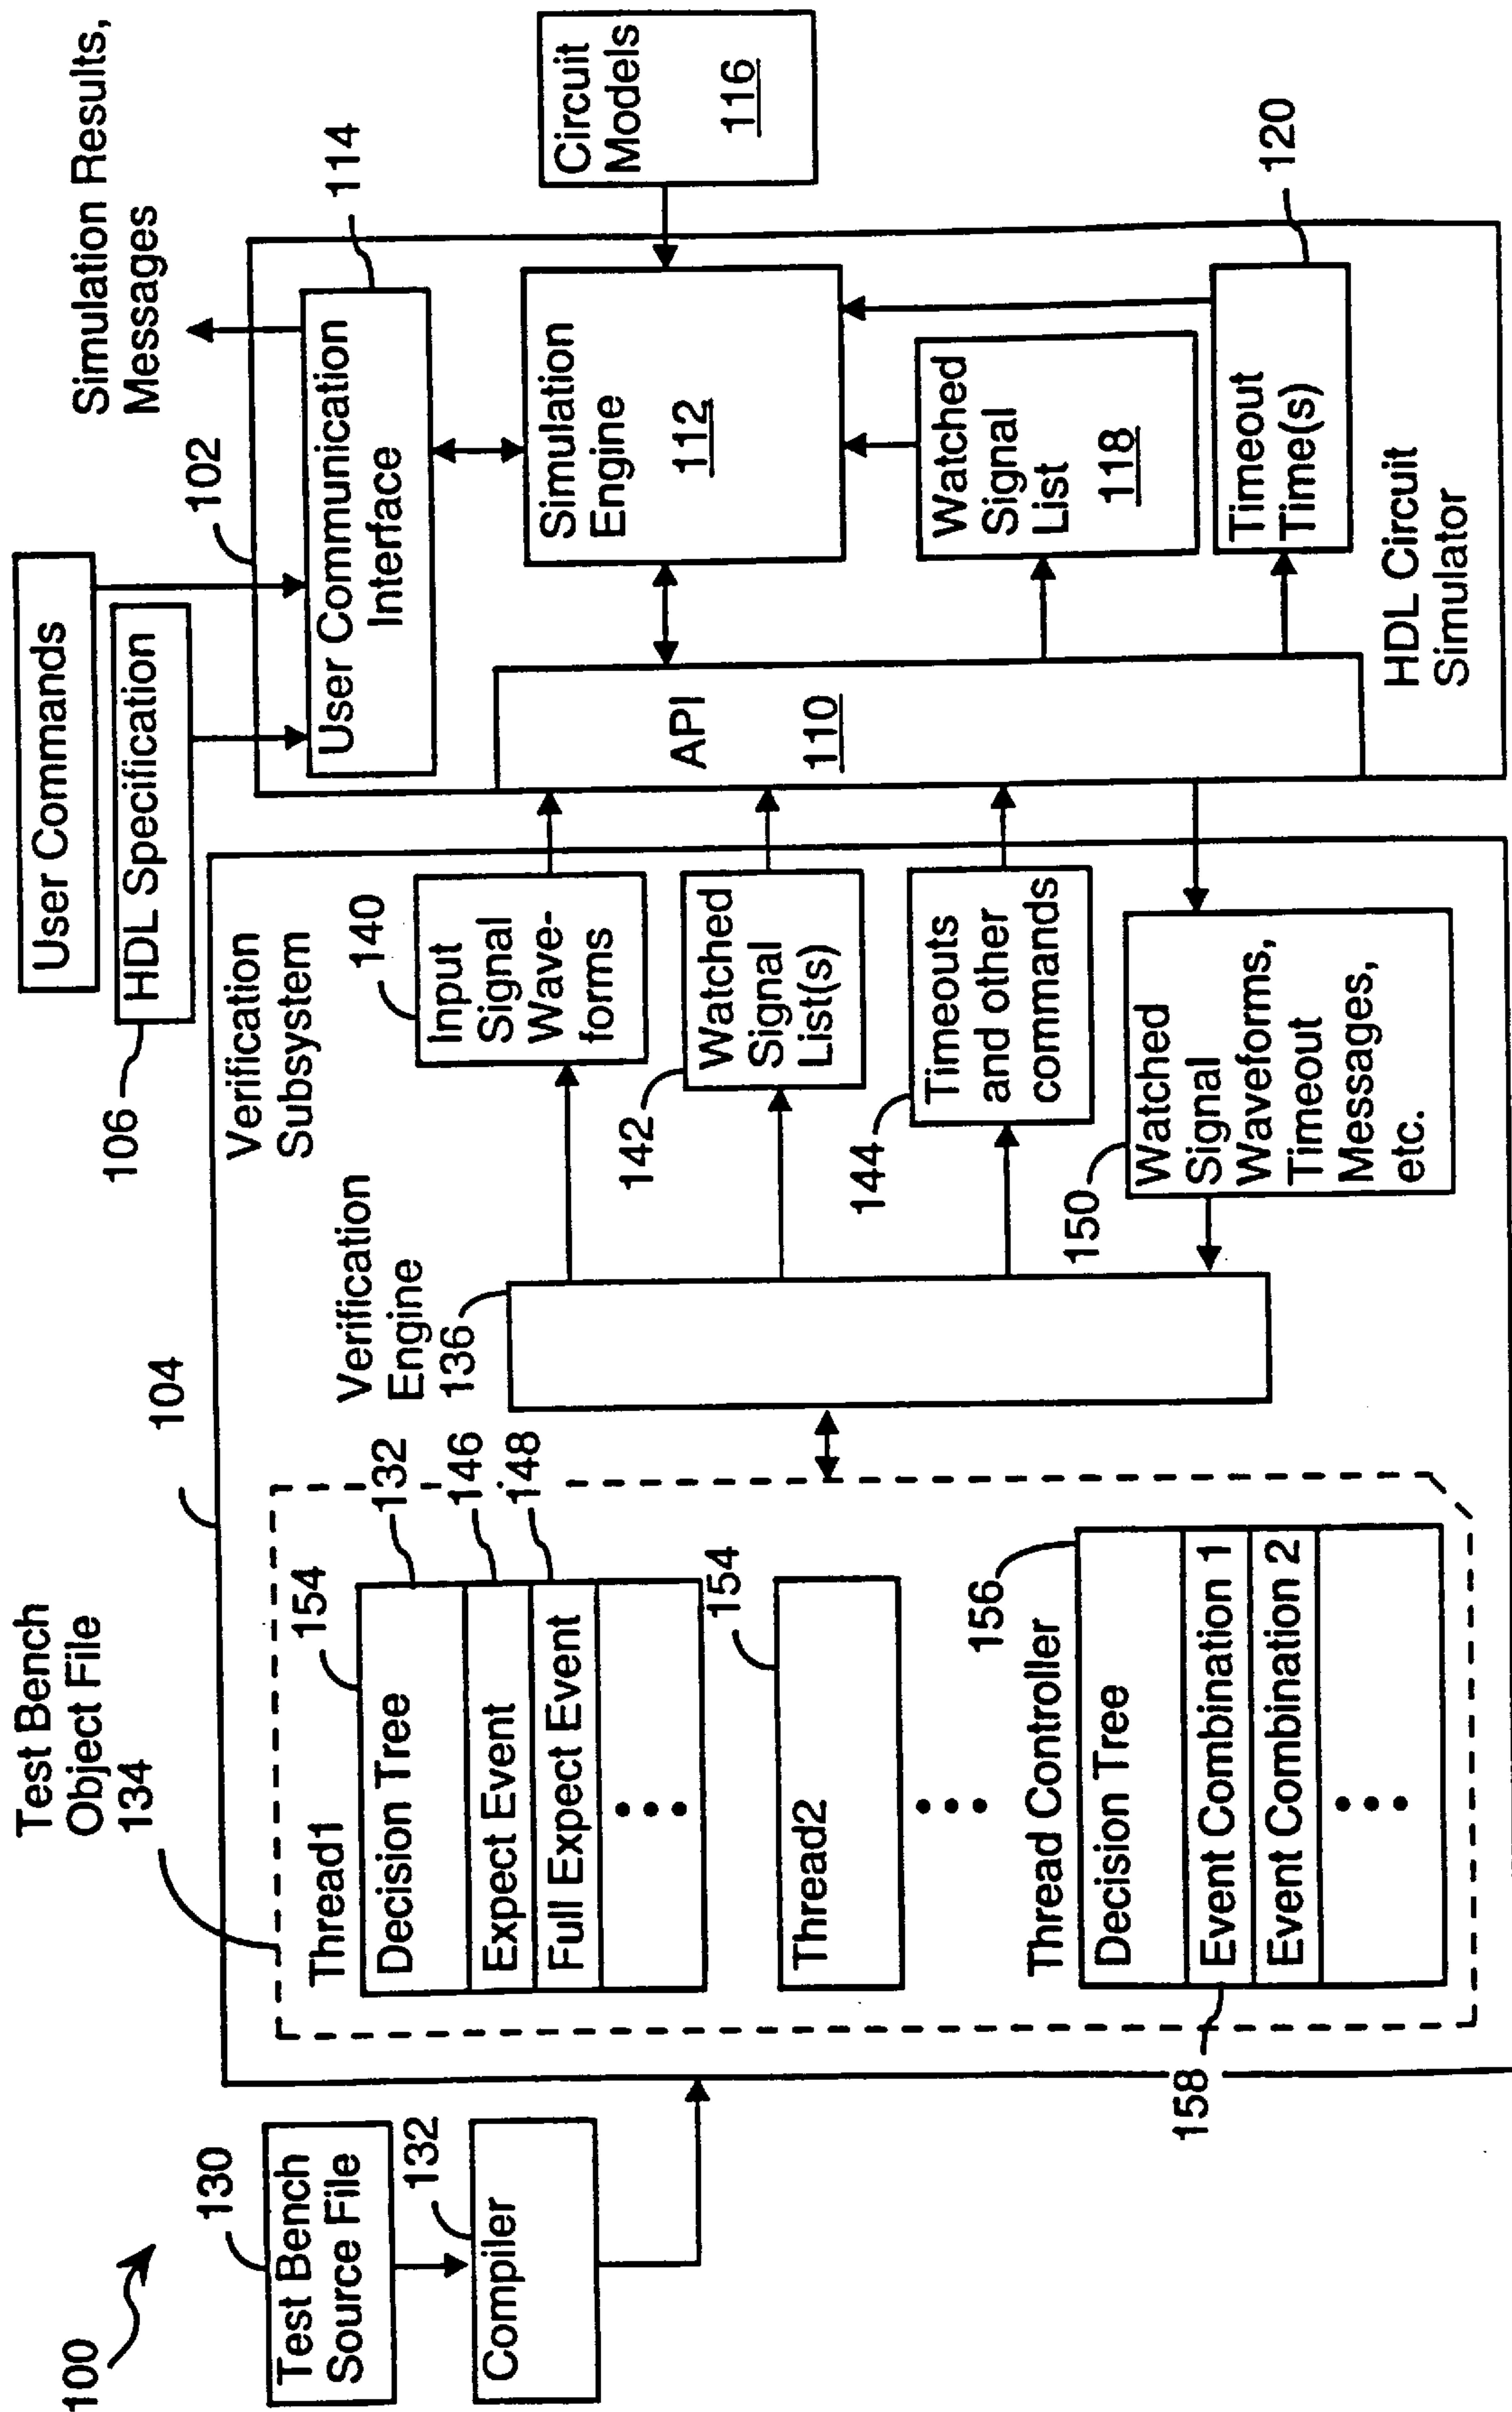 100
130
Test Bench
Source File
132
Compiler
Test Bench
Object File
134
104
Thread1
154
Decision Tree
132
Expect Event
146
Full Expect Event
148
Thread2
154
Thread Controller
156
Decision Tree
Event Combination 1
Event Combination 2
158
Verification
Subsystem
Verification
Engine
136
140
Input
Signal
Wave-
forms
142
Watched
Signal
List(s)
144
Timeouts
and other
commands
150
Watched
Signal
Waveforms,
Timeout
Messages,
etc.
User Commands
HDL Specification
106
102
Simulation Results,
Messages
114
User Communication
Interface
API
110
Simulation
Engine
112
Circuit
Models
116
Watched
Signal
List
118
Timeout
Time(s)
120
HDL Circuit
Simulator